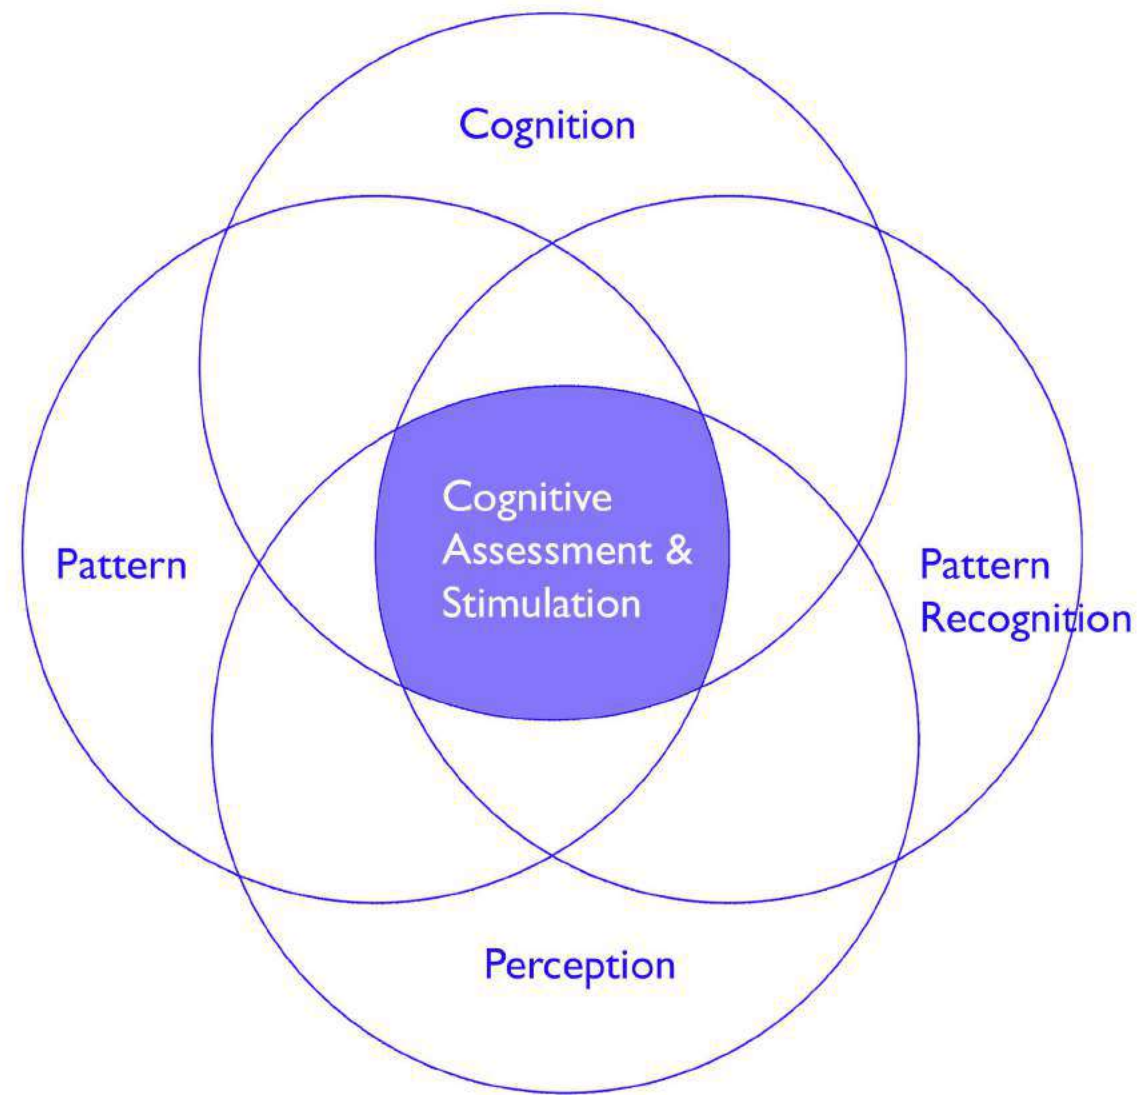 Cognition
Cognitive
Assessment &
Stimulation
Pattern
Pattern
Recognition
Perception